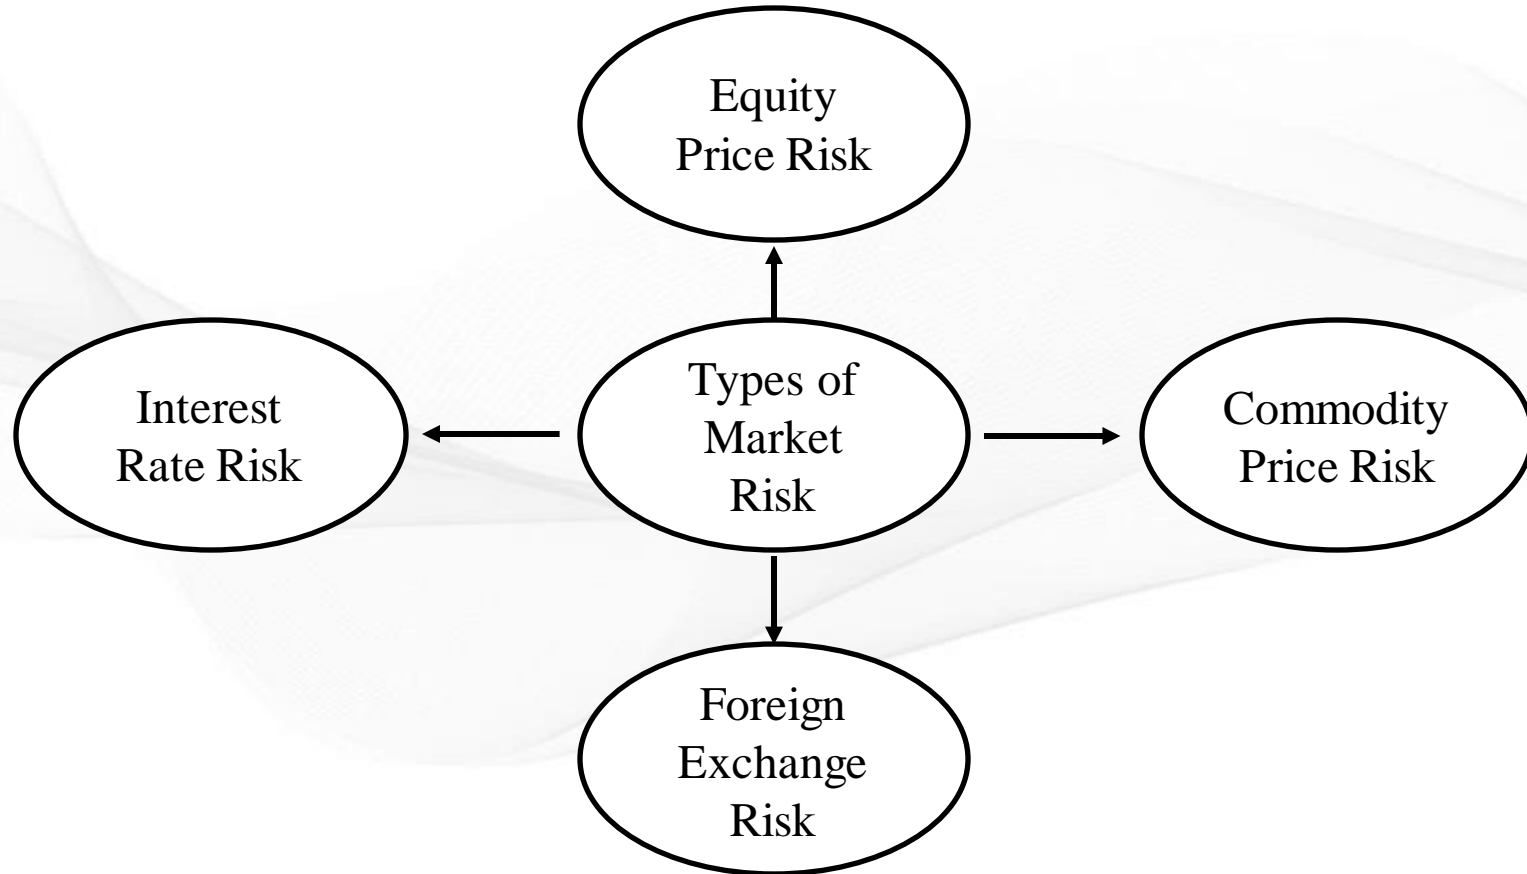 Equity
Price Risk
Interest
Rate Risk
Types of
Market
Risk
Commodity
Price Risk
Foreign
Exchange
Risk